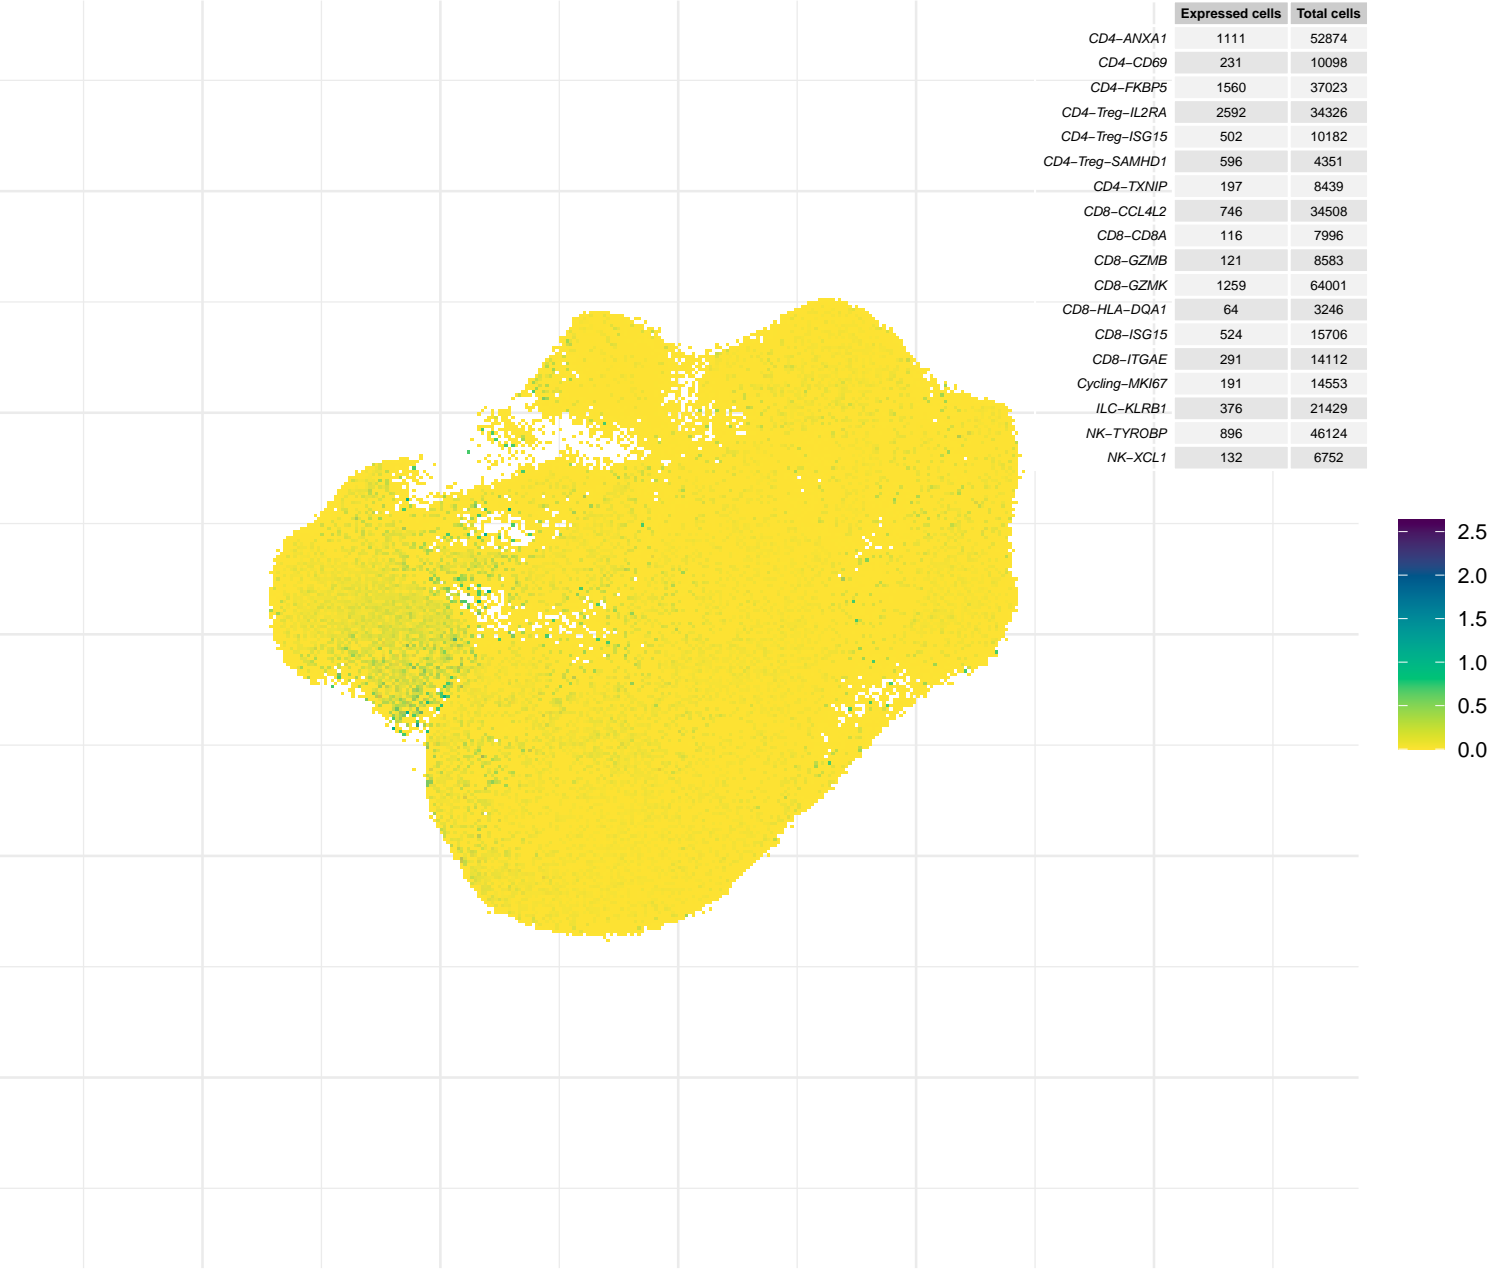 Expressed cells Total cells
CD4−ANXA1 1111 52874
CD4−CD69 231 10098
CD4−FKBP5 1560 37023
CD4−Treg−IL2RA 2592 34326
CD4−Treg−ISG15 502 10182
CD4−Treg−SAMHD1 596 4351
CD4−TXNIP 197 8439
CD8−CCL4L2 746 34508
CD8−CD8A 116 7996
CD8−GZMB 121 8583
CD8−GZMK 1259 64001
CD8−HLA−DQA1 64 3246
CD8−ISG15 524 15706
CD8−ITGAE 291 14112
Cycling−MKI67 191 14553
ILC−KLRB1 376 21429
NK−TYROBP 896 46124
NK−XCL1 132 6752
2.5
2.0
1.5
1.0
0.5
0.0